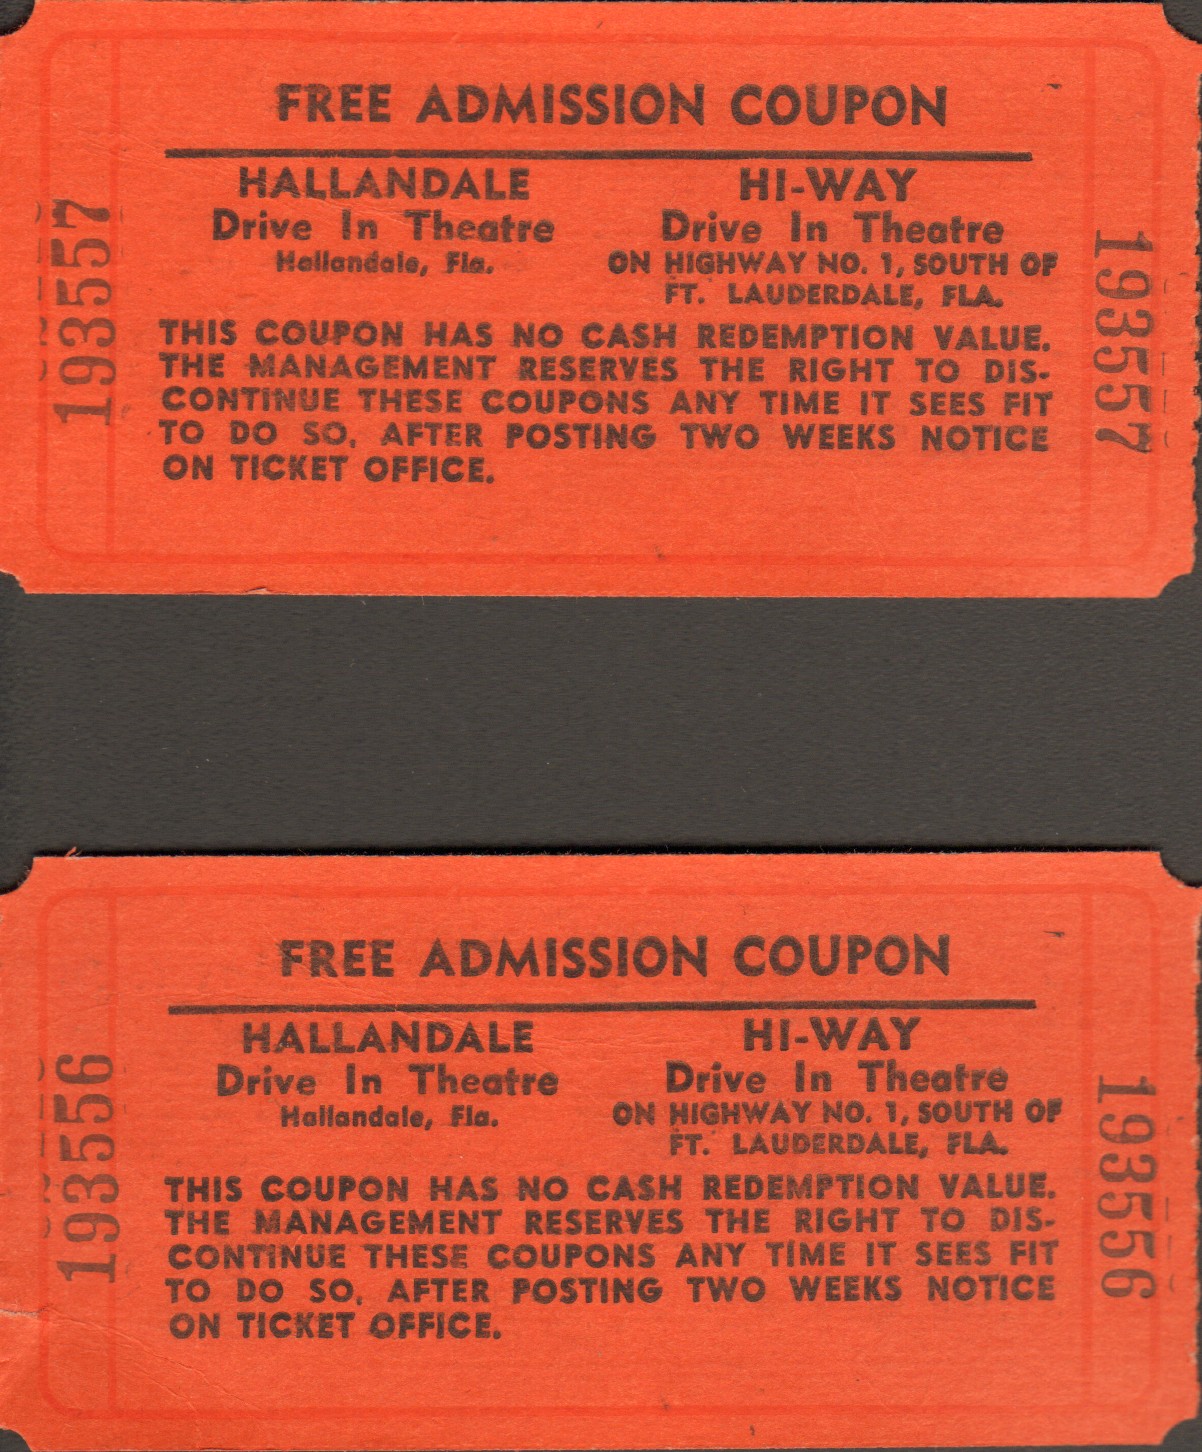 FREE ADMISSION COUPON
HALLANDALE
Drive In Theatre
Hallandale, Fla.
HI-WAY
Drive In Theatre
ON HIGHWAY NO. 1, SOUTH OF
FT. LAUDERDALE, FLA.
THIS COUPON HAS NO CASH REDEMPTION VALUE.
THE MANAGEMENT RESERVES THE RIGHT TO DIS-
CONTINUE THESE COUPONS ANY TIME IT SEES FIT
TO DO SO, AFTER POSTING TWO WEEKS NOTICE
ON TICKET OFFICE.
193557
193557
FREE ADMISSION COUPON
HALLANDALE
Drive In Theatre
Hallandale, Fla.
HI-WAY
Drive In Theatre
ON HIGHWAY NO. 1, SOUTH OF
FT. LAUDERDALE, FLA.
THIS COUPON HAS NO CASH REDEMPTION VALUE.
THE MANAGEMENT RESERVES THE RIGHT TO DIS-
CONTINUE THESE COUPONS ANY TIME IT SEES FIT
TO DO SO, AFTER POSTING TWO WEEKS NOTICE
ON TICKET OFFICE.
193556
193556